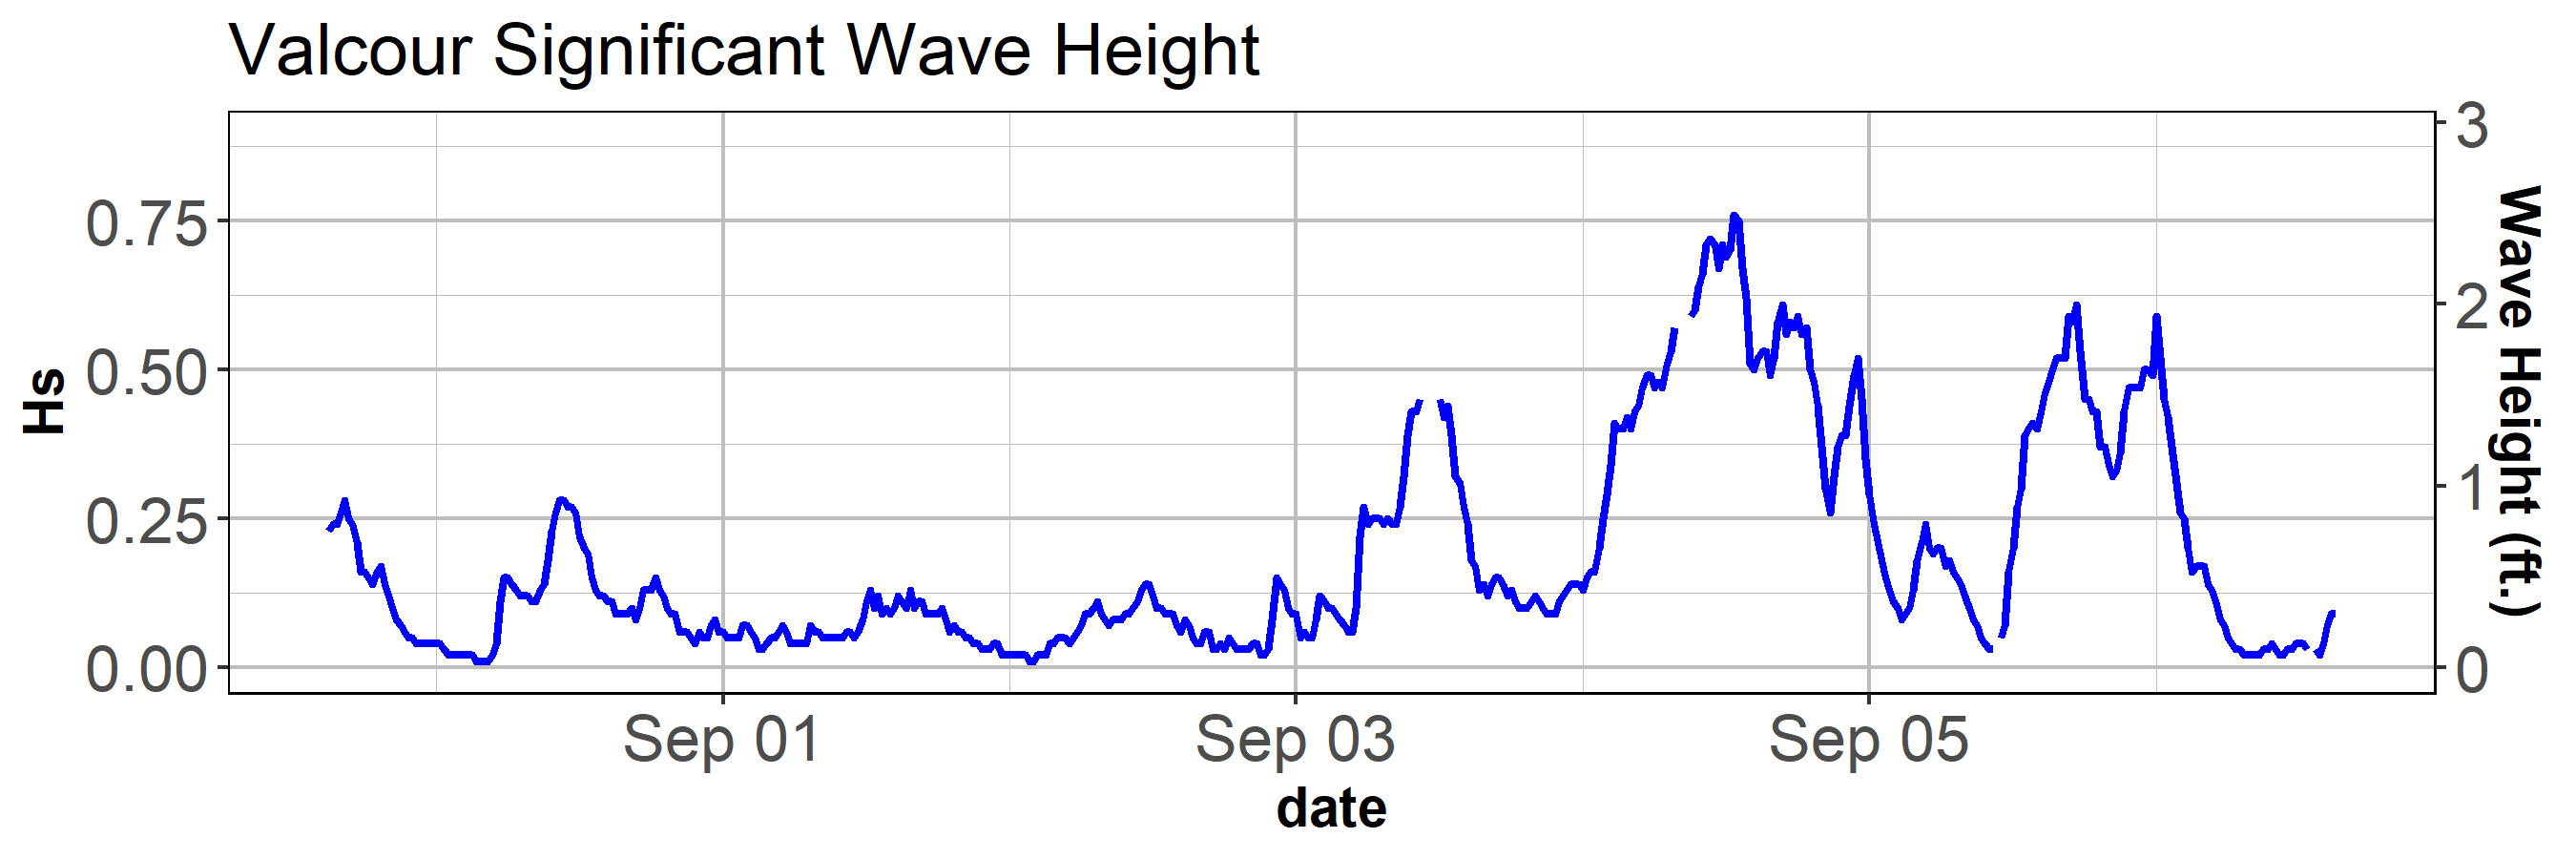 Valcour Significant Wave Height
3
0.75
2
0.50
1
0.25
0.00
0
Hs
Wave Height (ft.)
Sep 01
Sep 03
Sep 05
date